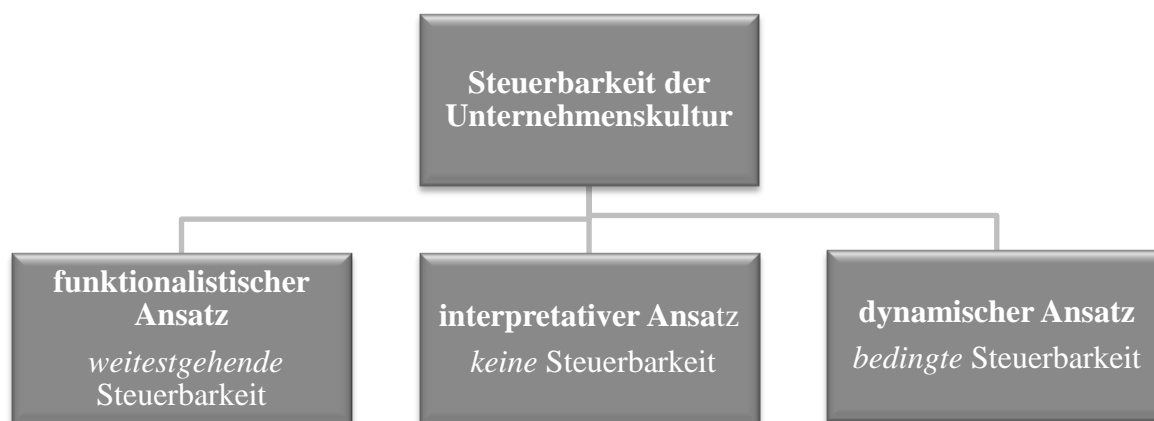 Steuerbarkeit der
Unternehmenskultur
funktionalistischer
Ansatz
weitestgehende
Steuerbarkeit
interpretativer Ansatz
keine Steuerbarkeit
dynamischer Ansatz
bedingte Steuerbarkeit